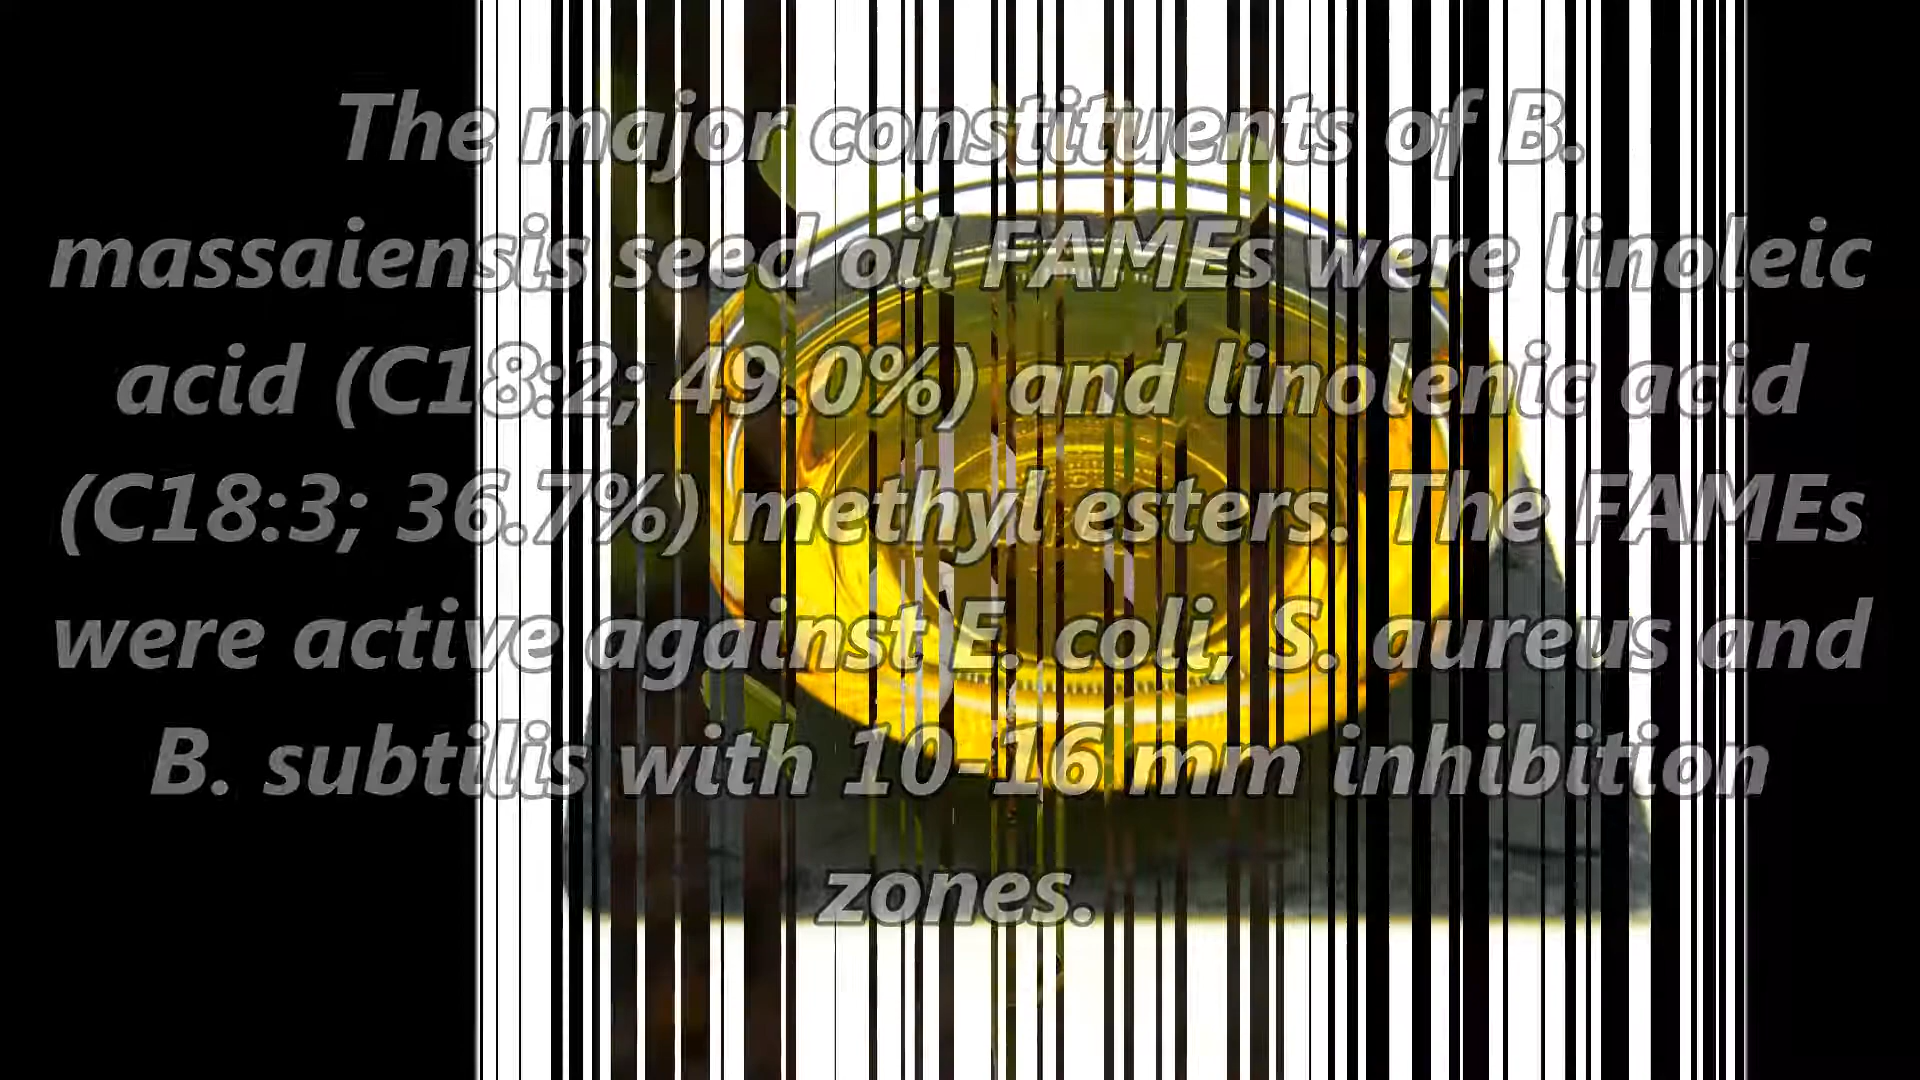 The major constituents of B.
massaiensis seed oil FAMEs were linoleic
acid (C18:2; 49.0%) and linolenic acid
(C18:3; 36.7%) methyl esters. The FAMEs
were active against E. coli, S. aureus and
B. subtilis with 10-16 mm inhibition
zones.